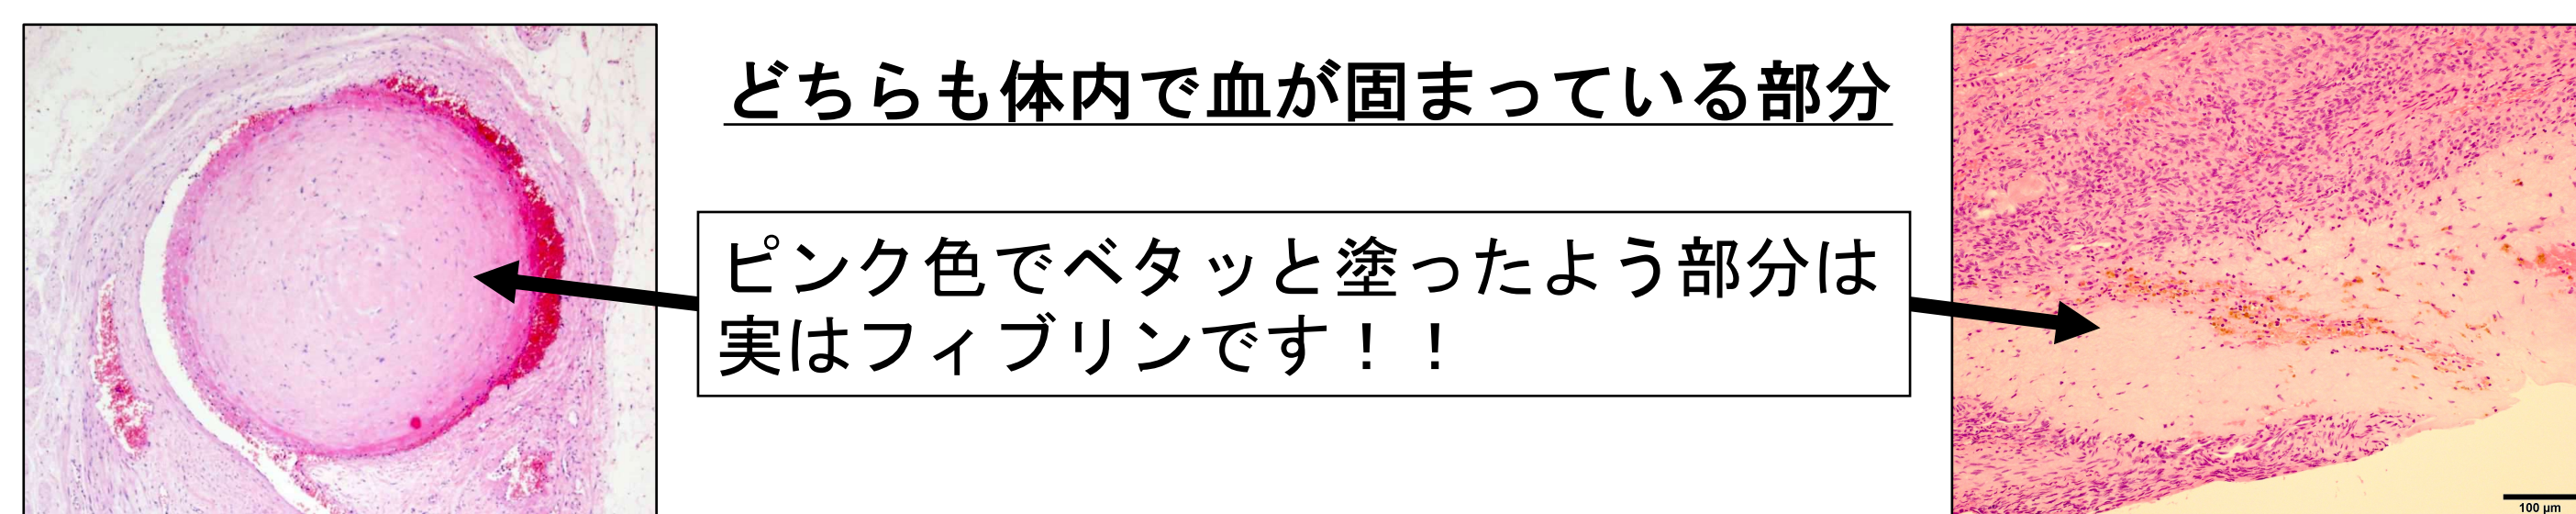 どちらも体内で血が固まっている部分
ピンク色でベタッと塗ったよう部分は
実はフィブリンです！！
100 μm